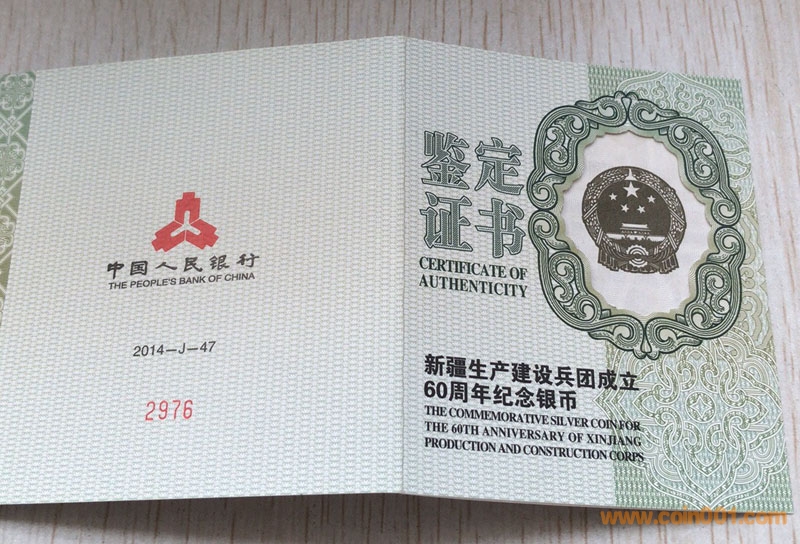 中国人民银行
THE PEOPLE'S BANK OF CHINA
2014-J-47
2976
鉴定
证书
CERTIFICATE OF
AUTHENTICITY
新疆生产建设兵团成立
60周年纪念银币
THE COMMEMORATIVE SILVER COIN FOR
THE 60TH ANNIVERSARY OF XINJIANG
PRODUCTION AND CONSTRUCTION CORPS
www.coin001.com